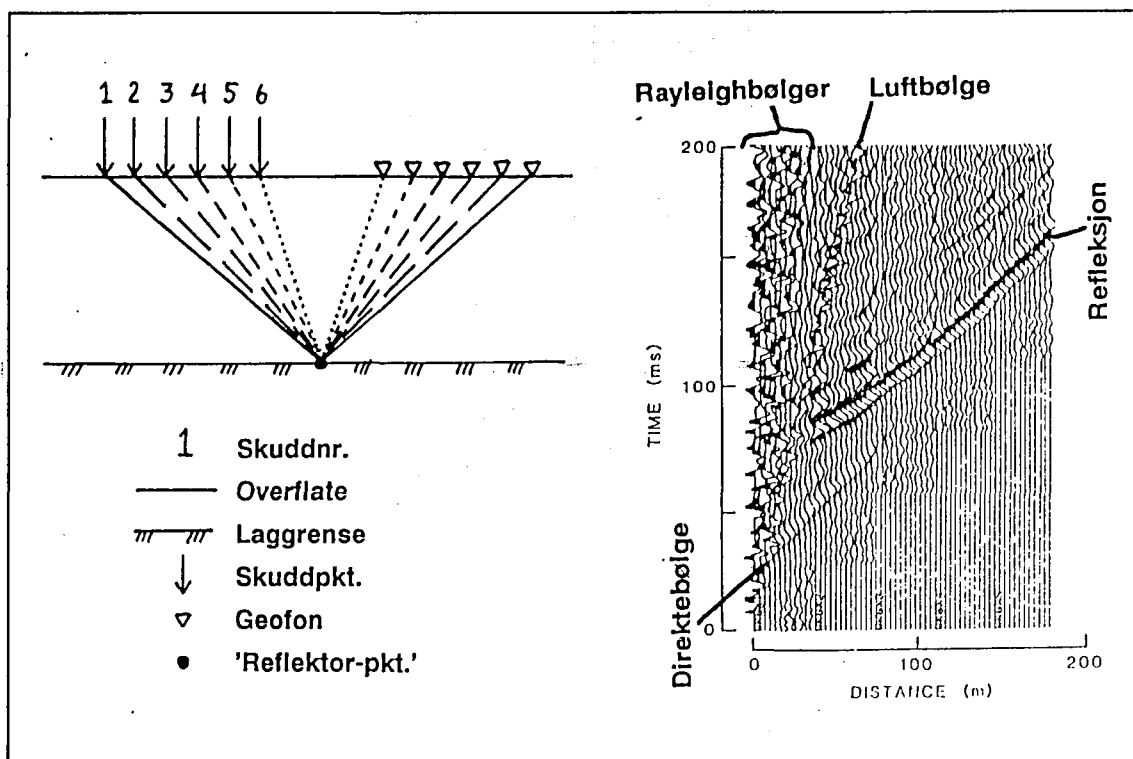 1 2 3 4 5 6
1 Skuddnr.
Overflate
Laggrense
Skuddpkt.
Geofon
'Reflektor-pkt.'
Rayleighbølger
Luftbølge
200
100
0
TIME (ms)
Direktebølge
Refleksjon
0 100 200
DISTANCE (m)